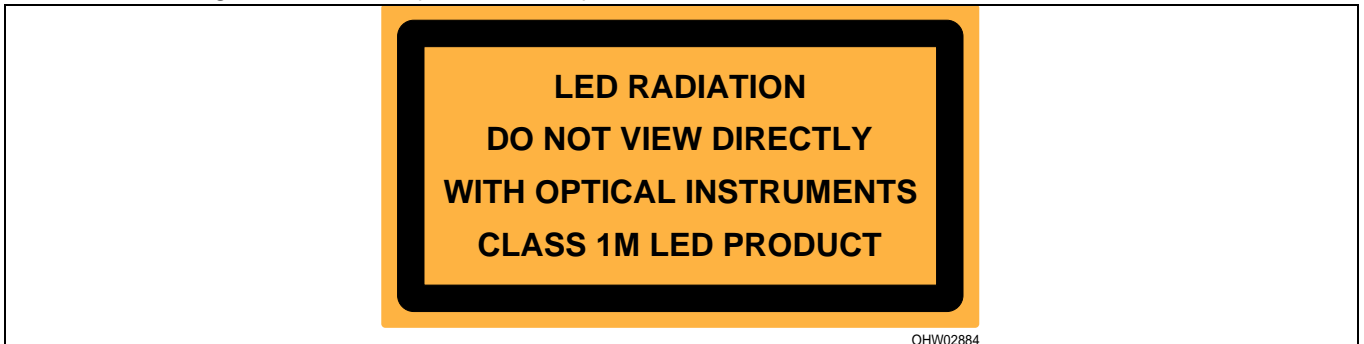 LED RADIATION
DO NOT VIEW DIRECTLY
WITH OPTICAL INSTRUMENTS
CLASS 1M LED PRODUCT
OHW02884